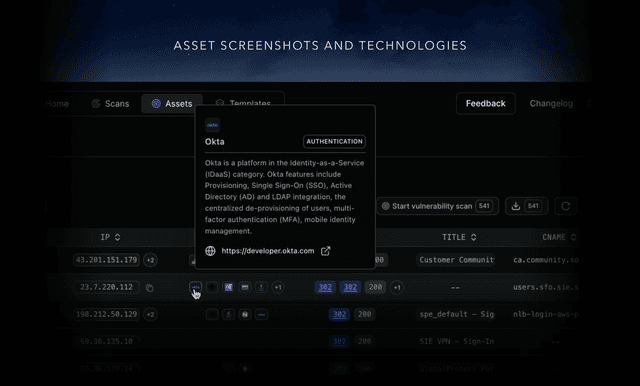 ASSET SCREENSHOTS AND TECHNOLOGIES
Home
Scans
Assets
Templates
Feedback
Changelog
okta
Okta
AUTHENTICATION
Okta is a platform in the Identity-as-a-Service
(IDaaS) category. Okta features include
Provisioning, Single Sign-On (SSO), Active
Directory (AD) and LDAP integration, the
centralized de-provisioning of users, multi-
factor authentication (MFA), mobile identity
management.
https://developer.okta.com
Start vulnerability scan 541
541
IP
TITLE
CNAME
43.201.151.179 +2
Customer Communit
ca.community.so
23.7.220.112
+1
302 302 200 +1
--
users.sfo.sie.s
198.212.50.129 +2
302 200
spe_default – Sig
nlb-login-aws-p
99.36.135.10
302 200
SIE VPN – Sign-In
--